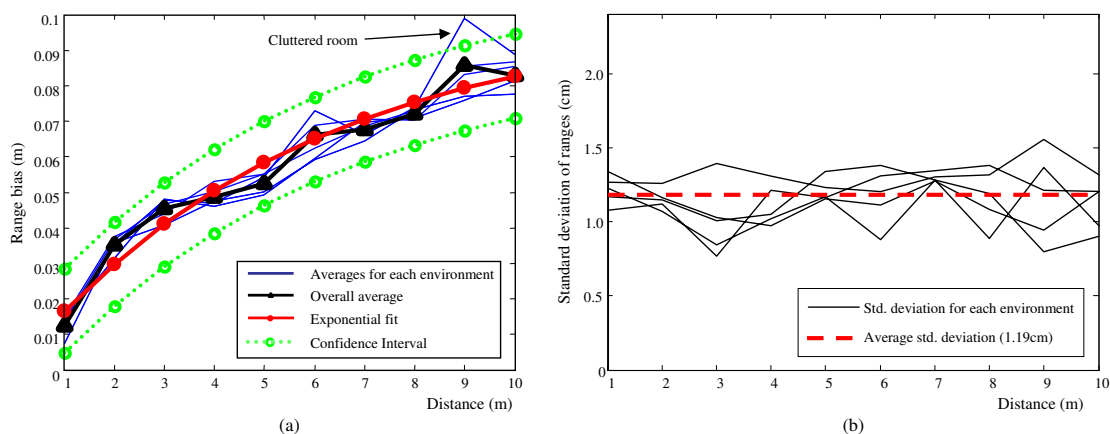 0.1
0.09
0.08
0.07
0.06
0.05
0.04
0.03
0.02
0.01
0
Range bias (m)
Cluttered room
Averages for each environment
Overall average
Exponential fit
Confidence Interval
1 2 3 4 5 6 7 8 9 10
Distance (m)
(a)
2.0
1.5
1.0
0.5
0
Standard deviation of ranges (cm)
Std. deviation for each environment
Average std. deviation (1.19cm)
1 2 3 4 5 6 7 8 9 10
Distance (m)
(b)